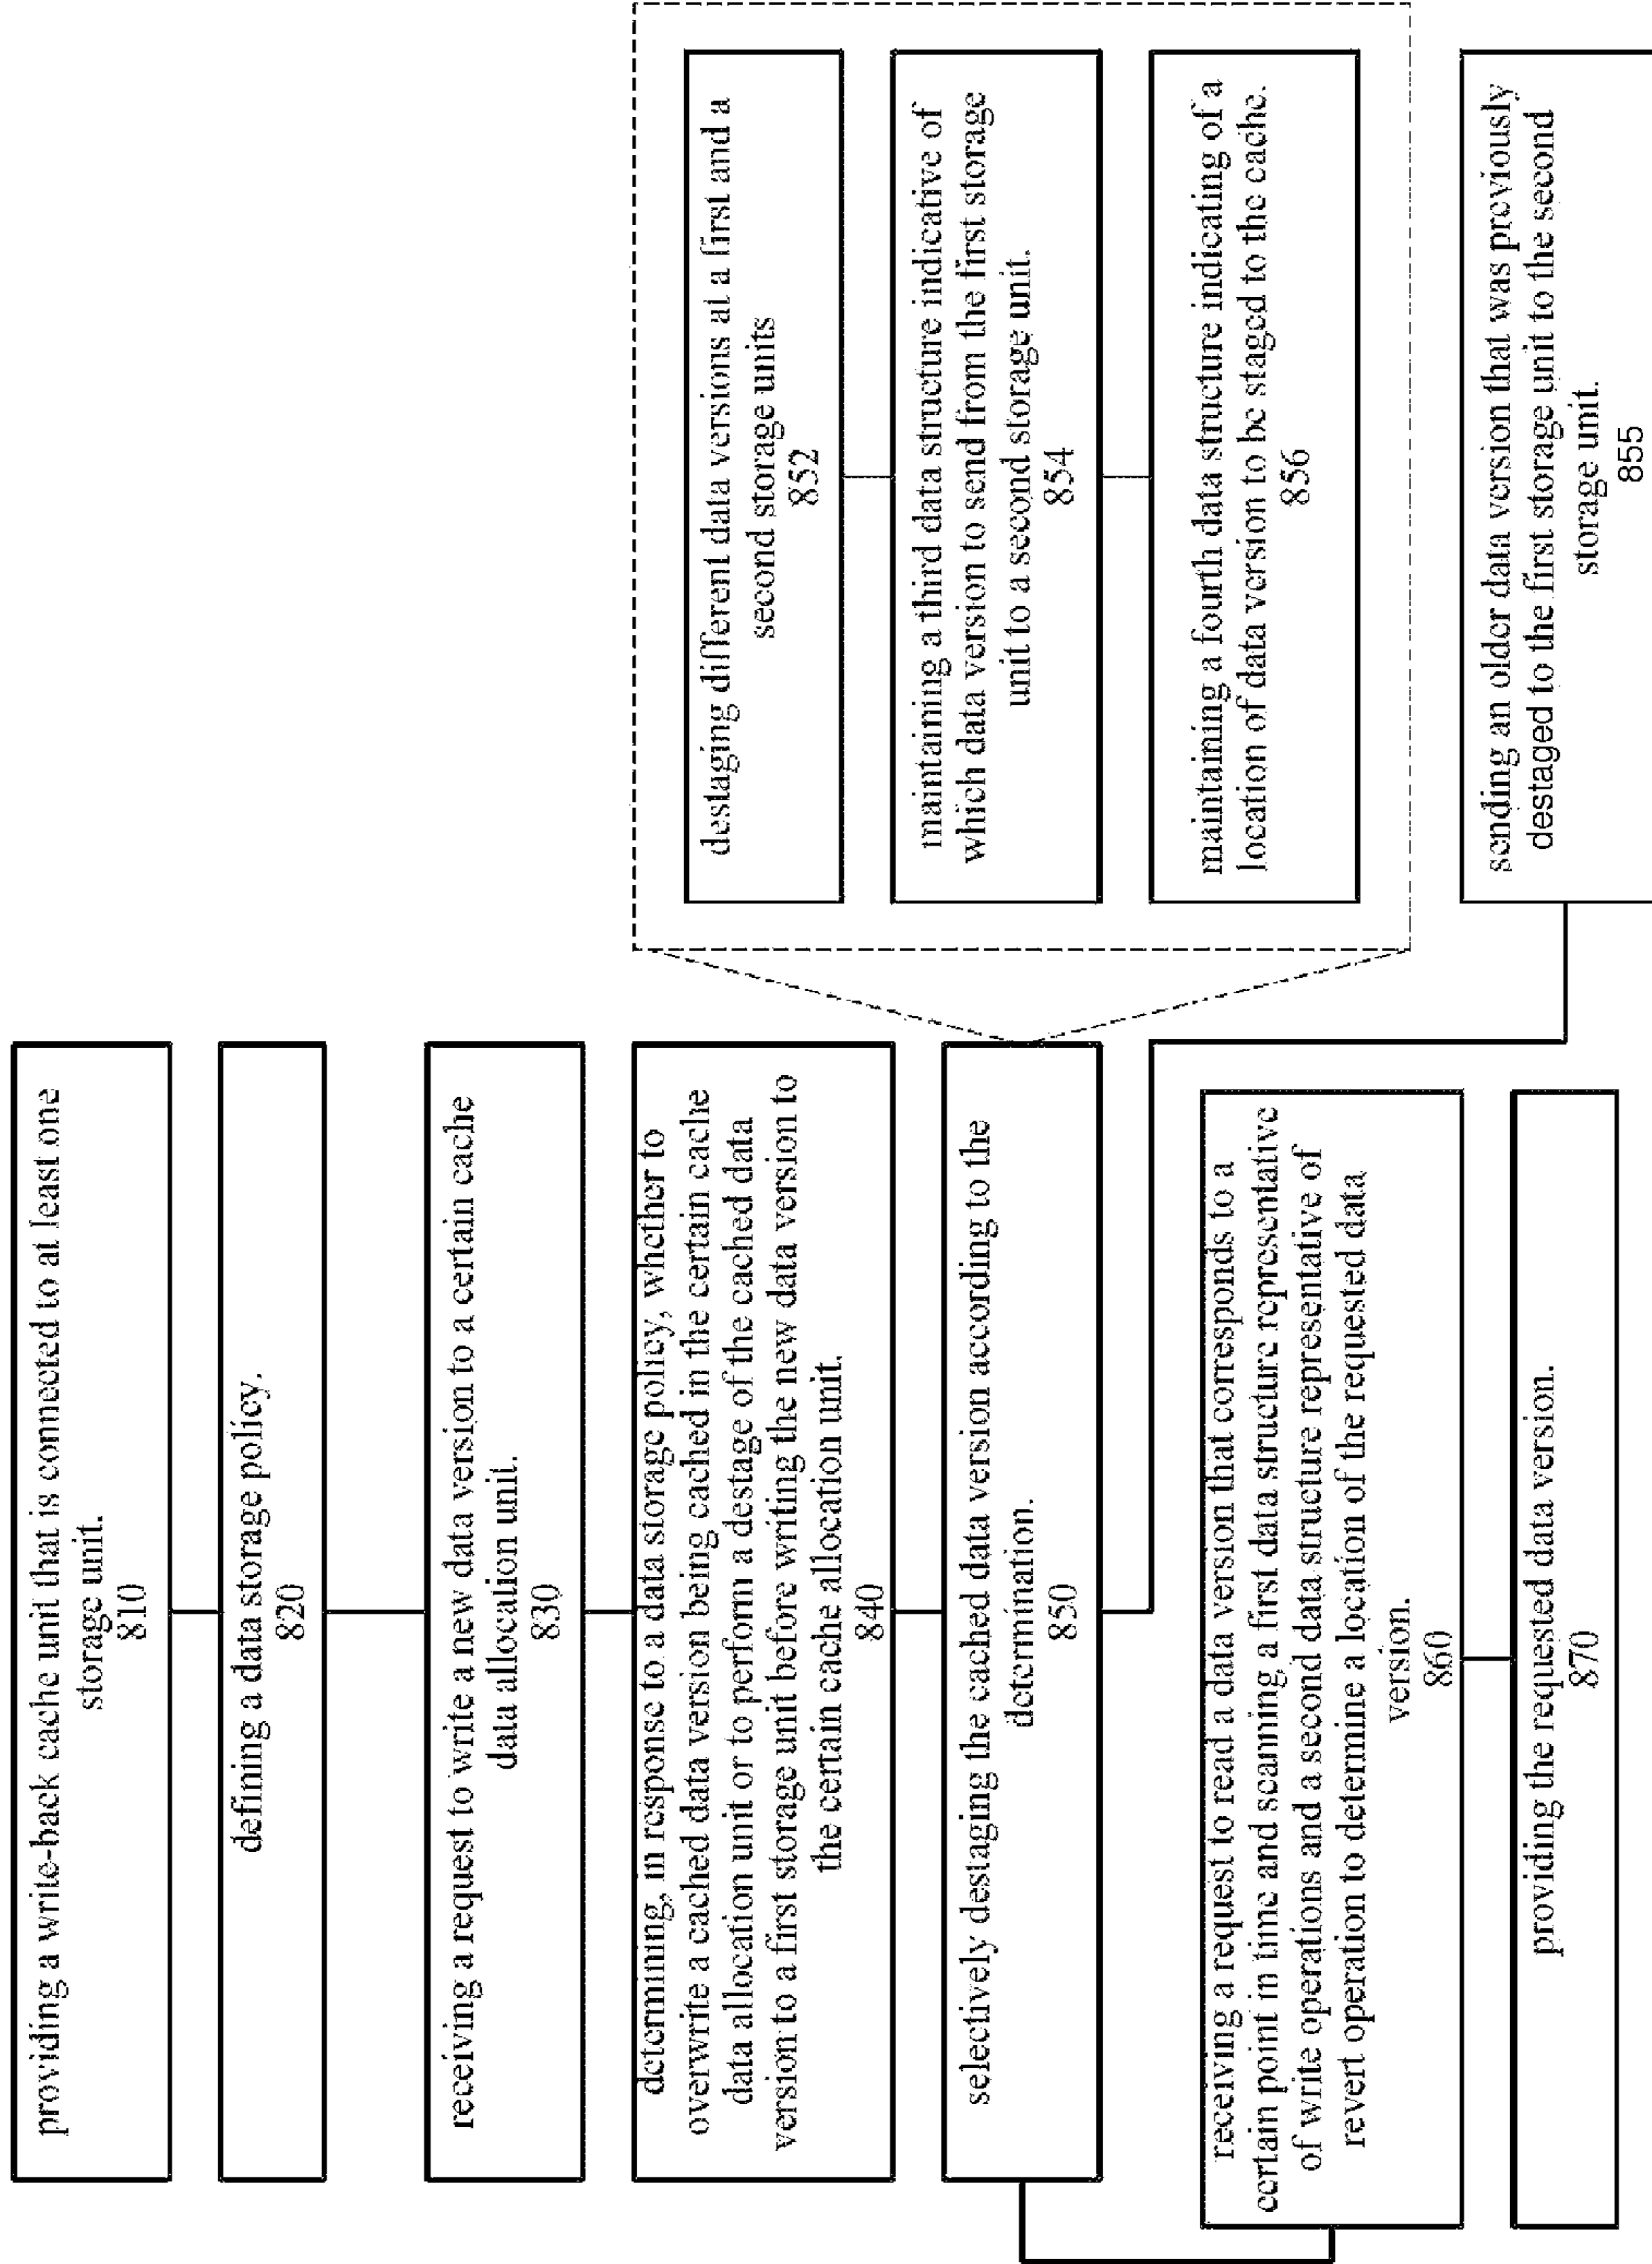 providing a write-back cache unit that is connected to at least one
storage unit.
810
defining a data storage policy.
820
receiving a request to write a new data version to a certain cache
data allocation unit.
830
determining, in response to a data storage policy, whether to
overwrite a cached data version being cached in the certain cache
data allocation unit or to perform a destage of the cached data
version to a first storage unit before writing the new data version to
the certain cache allocation unit.
840
selectively destaging the cached data version according to the
determination.
850
receiving a request to read a data version that corresponds to a
certain point in time and scanning a first data structure representative
of write operations and a second data structure representative of
revert operation to determine a location of the requested data
version.
860
providing the requested data version.
870
destaging different data versions at a first and a
second storage units
852
maintaining a third data structure indicative of
which data version to send from the first storage
unit to a second storage unit.
854
maintaining a fourth data structure indicating of a
location of data version to be staged to the cache.
856
sending an older data version that was previously
destaged to the first storage unit to the second
storage unit.
855